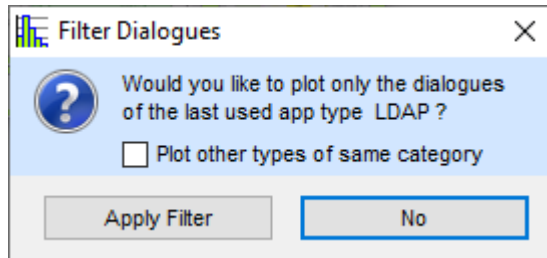 Filter Dialogues
Would you like to plot only the dialogues
of the last used app type  LDAP ?
Plot other types of same category
Apply Filter
No